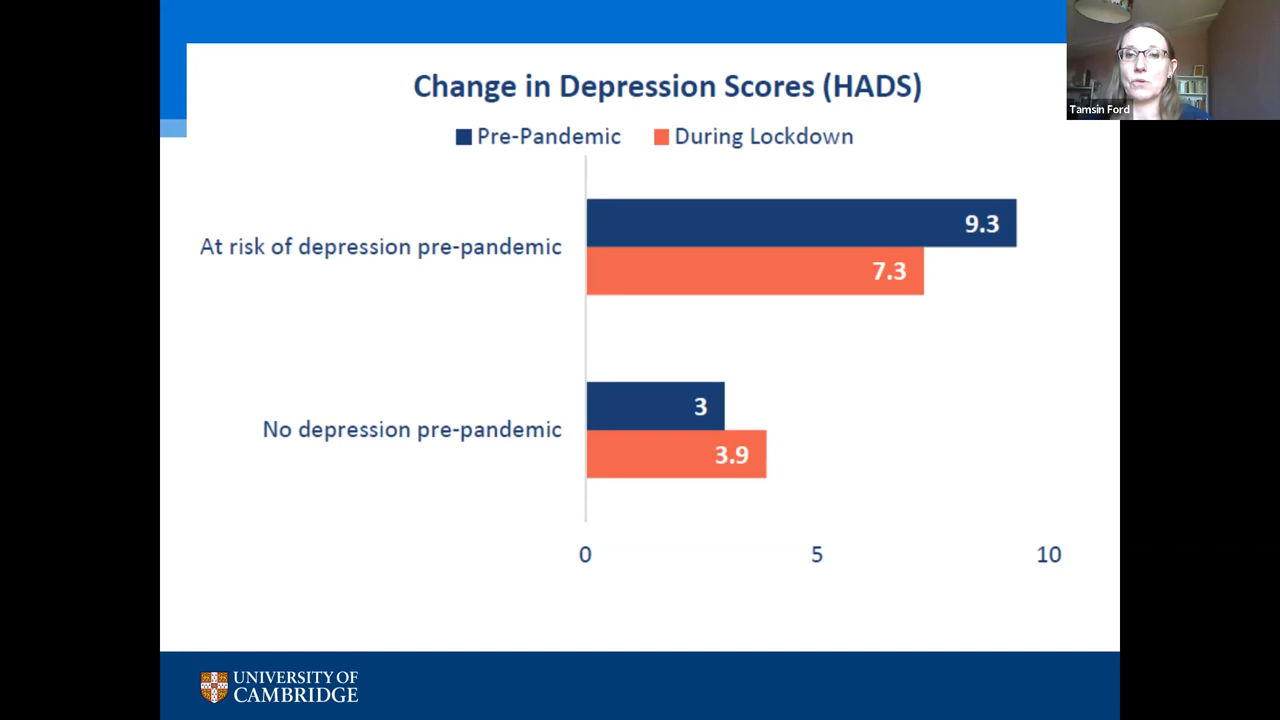 Change in Depression Scores (HADS)
Pre-Pandemic During Lockdown
Tamsin Ford
At risk of depression pre-pandemic
9.3
7.3
No depression pre-pandemic
3
3.9
0 5 10
UNIVERSITY OF
CAMBRIDGE